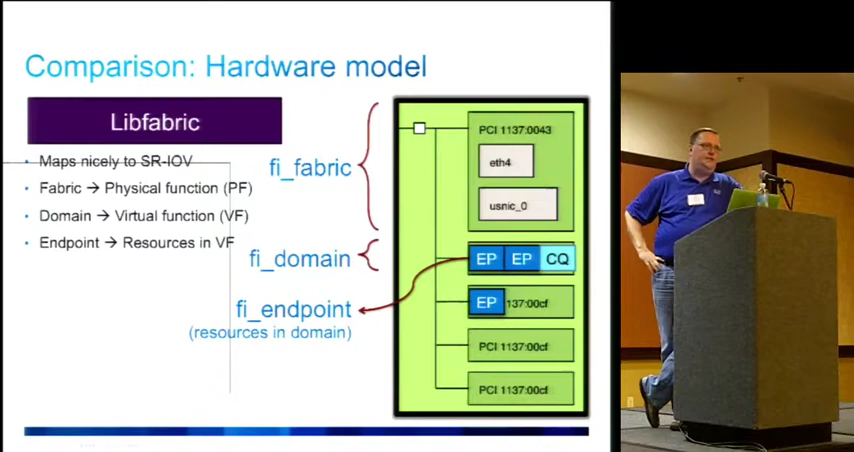 Comparison: Hardware model
Libfabric
• Maps nicely to SR-IOV
• Fabric → Physical function (PF)
• Domain → Virtual function (VF)
• Endpoint → Resources in VF
fi_fabric
fi_domain
fi_endpoint
(resources in domain)
PCI 1137:0043
eth4
usnic_0
EP EP CQ
EP 137:00cf
PCI 1137:00cf
PCI 1137:00cf